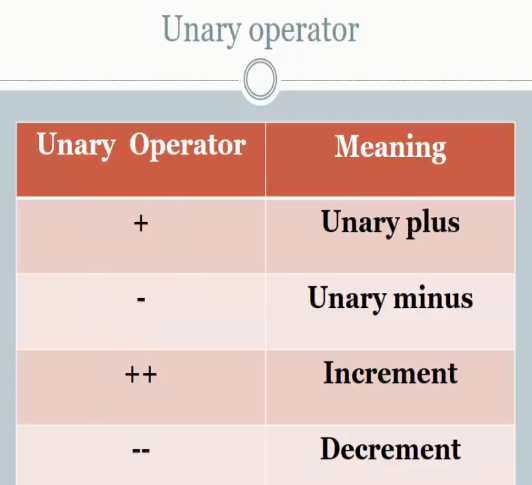 Unary operator
Unary Operator Meaning
+ Unary plus
- Unary minus
++ Increment
-- Decrement